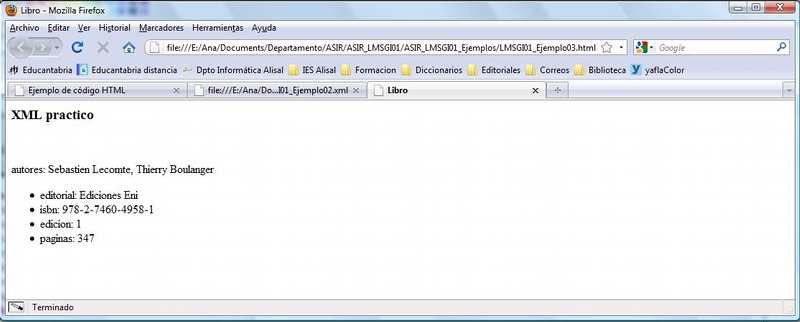 Libro - Mozilla Firefox
Archivo Editar Ver Historial Marcadores Herramientas Ayuda
file:///E:/Ana/Documents/Departamento/ASIR/ASIR_LMSGI01/ASIR_LMSGI01_Ejemplos/LMSGI01_Ejemplo03.html Google
Educantabria Educantabria distancia Dpto Informática Alisal IES Alisal Formacion Diccionarios Editoriales Correos Biblioteca yaflaColor
Ejemplo de código HTML file:///E:/Ana/Do...I01_Ejemplo02.xml Libro
XML practico
autores: Sebastien Lecomte, Thierry Boulanger
• editorial: Ediciones Eni
• isbn: 978-2-7460-4958-1
• edicion: 1
• paginas: 347
Terminado